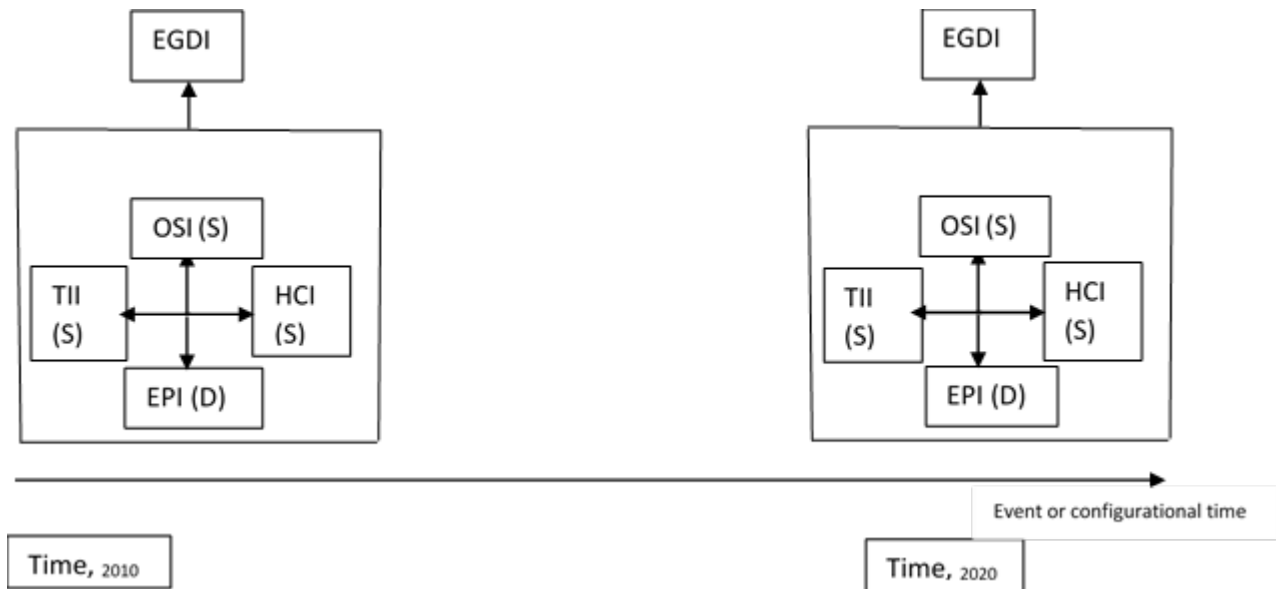 EGDI
EGDI
OSI (S)
TII
(S)
HCI
(S)
EPI (D)
OSI (S)
TII
(S)
HCI
(S)
EPI (D)
Event or configurational time
Time, 2010
Time, 2020